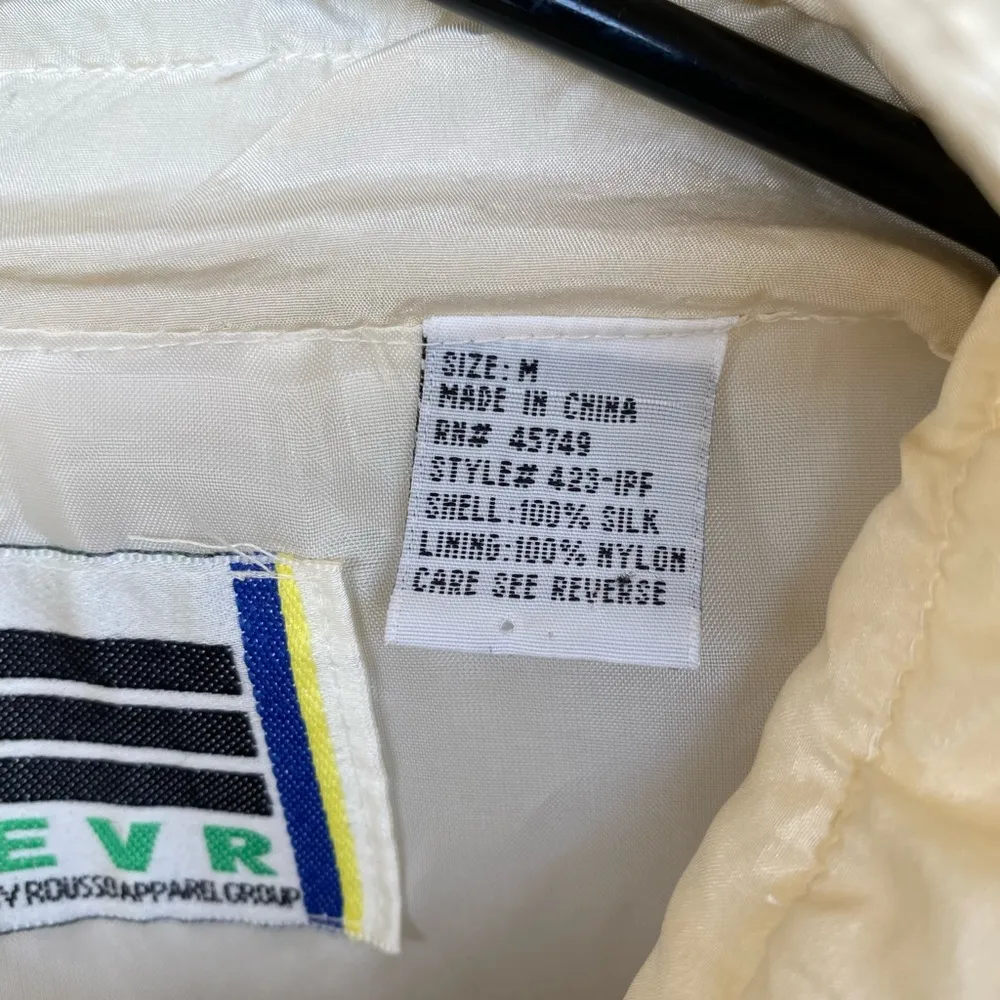 SIZE: M
MADE IN CHINA
RN# 45749
STYLE# 423-IPF
SHELL:100% SILK
LINING:100% NYLON
CARE SEE REVERSE
EVR
Y ROUSSO APPAREL GROUP